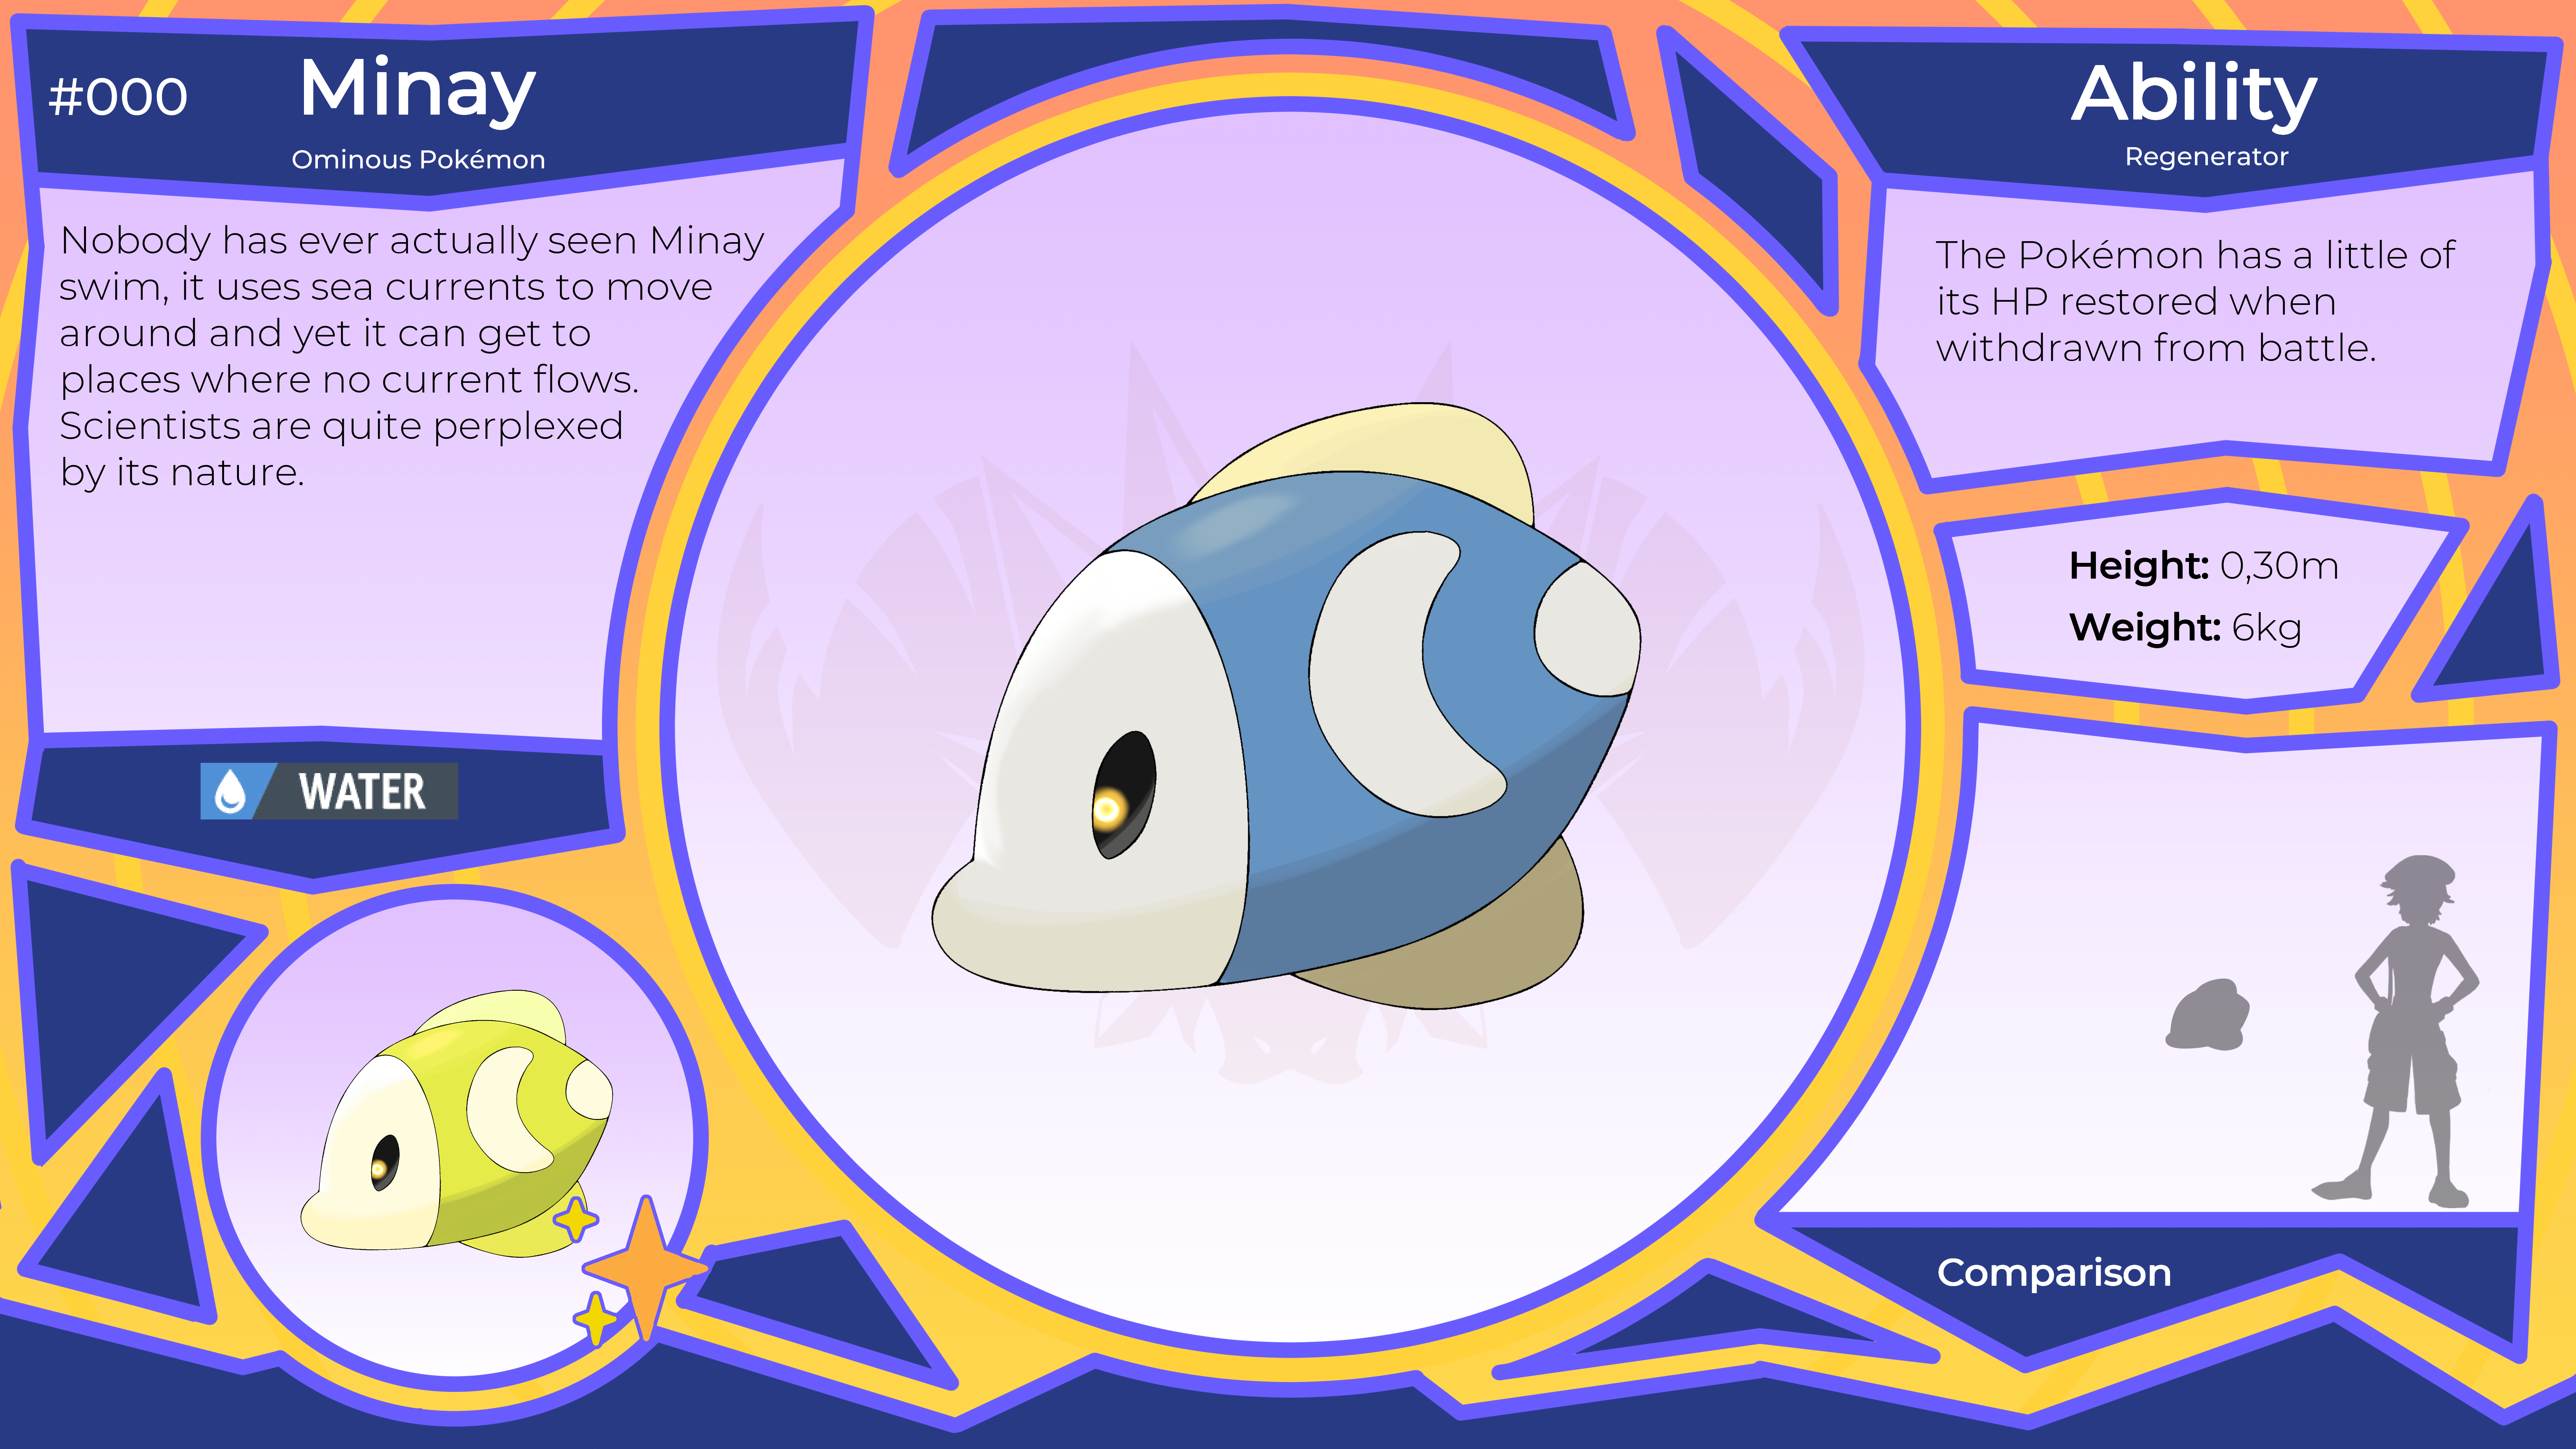 #000
Minay
Ominous Pokémon
Nobody has ever actually seen Minay
swim, it uses sea currents to move
around and yet it can get to
places where no current flows.
Scientists are quite perplexed
by its nature.
WATER
Ability
Regenerator
The Pokémon has a little of
its HP restored when
withdrawn from battle.
Height: 0,30m
Weight: 6kg
Comparison